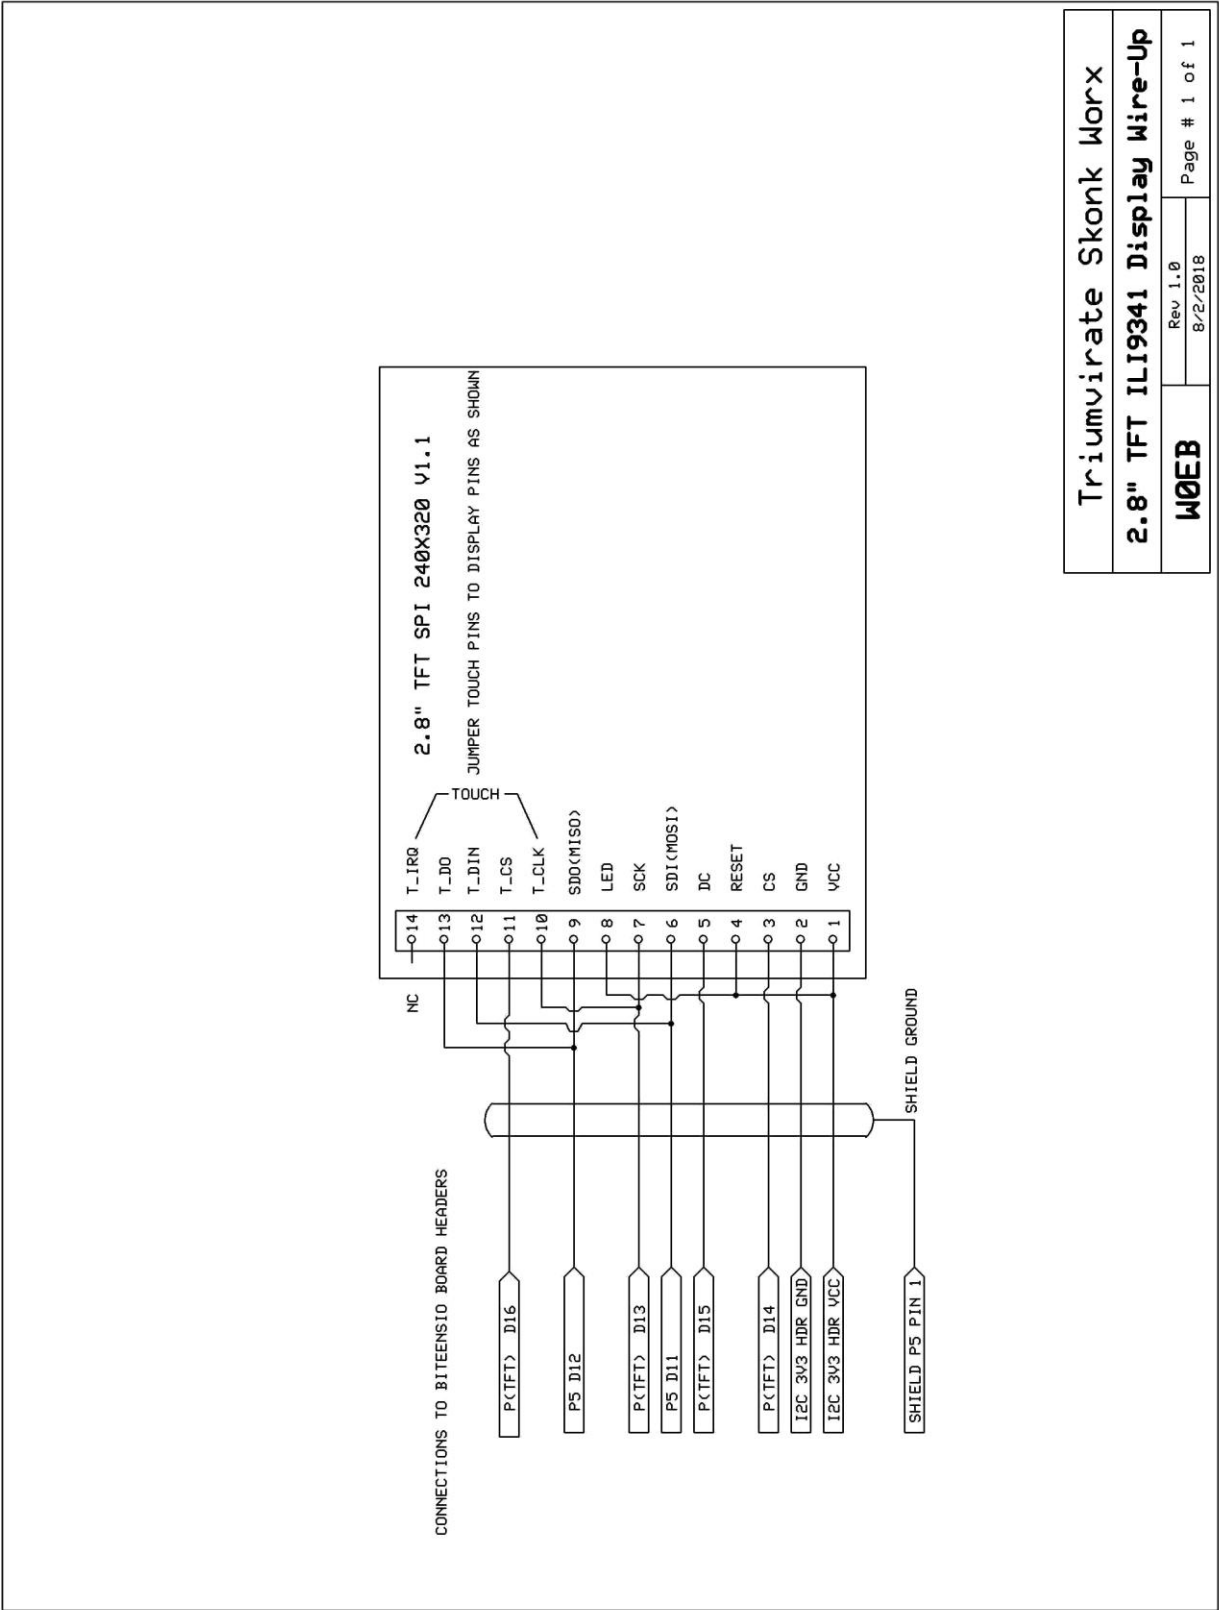 CONNECTIONS TO BITEENSIO BOARD HEADERS
P(TFT) D16
P5 D12
P(TFT) D13
P5 D11
P(TFT) D15
P(TFT) D14
I2C 3V3 HDR GND
I2C 3V3 HDR VCC
SHIELD P5 PIN 1
SHIELD GROUND
NC
14 T_IRQ
13 T_DO
12 T_DIN
11 T_CS
10 T_CLK
9 SDO(MISO)
8 LED
7 SCK
6 SDI(MOSI)
5 DC
4 RESET
3 CS
2 GND
1 VCC
TOUCH
2.8" TFT SPI 240X320 V1.1
JUMPER TOUCH PINS TO DISPLAY PINS AS SHOWN
Triumvirate Skonk Worx
2.8" TFT ILI9341 Display Wire-Up
W0EB
Rev 1.0
8/2/2018
Page # 1 of 1